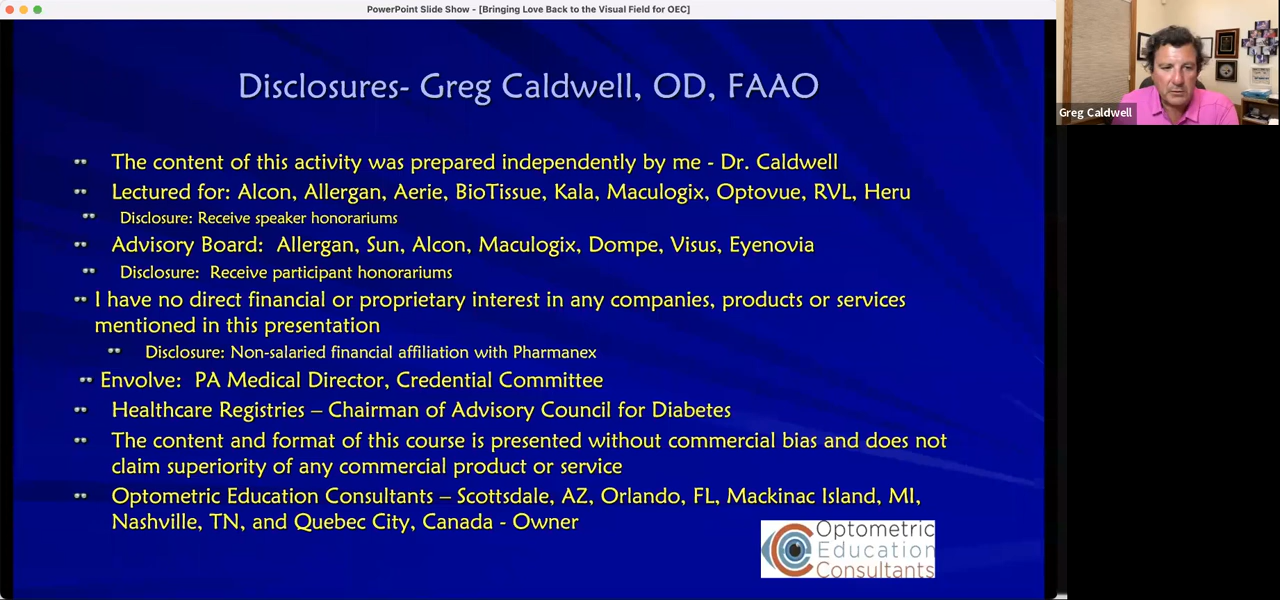 PowerPoint Slide Show - [Bringing Love Back to the Visual Field for OEC]
Disclosures- Greg Caldwell, OD, FAAO
Greg Caldwell
The content of this activity was prepared independently by me - Dr. Caldwell
Lectured for: Alcon, Allergan, Aerie, BioTissue, Kala, Maculogix, Optovue, RVL, Heru
Disclosure: Receive speaker honorariums
Advisory Board: Allergan, Sun, Alcon, Maculogix, Dompe, Visus, Eyenovia
Disclosure: Receive participant honorariums
I have no direct financial or proprietary interest in any companies, products or services
mentioned in this presentation
Disclosure: Non-salaried financial affiliation with Pharmanex
Envolve: PA Medical Director, Credential Committee
Healthcare Registries – Chairman of Advisory Council for Diabetes
The content and format of this course is presented without commercial bias and does not
claim superiority of any commercial product or service
Optometric Education Consultants – Scottsdale, AZ, Orlando, FL, Mackinac Island, MI,
Nashville, TN, and Quebec City, Canada - Owner
Optometric
Education
Consultants